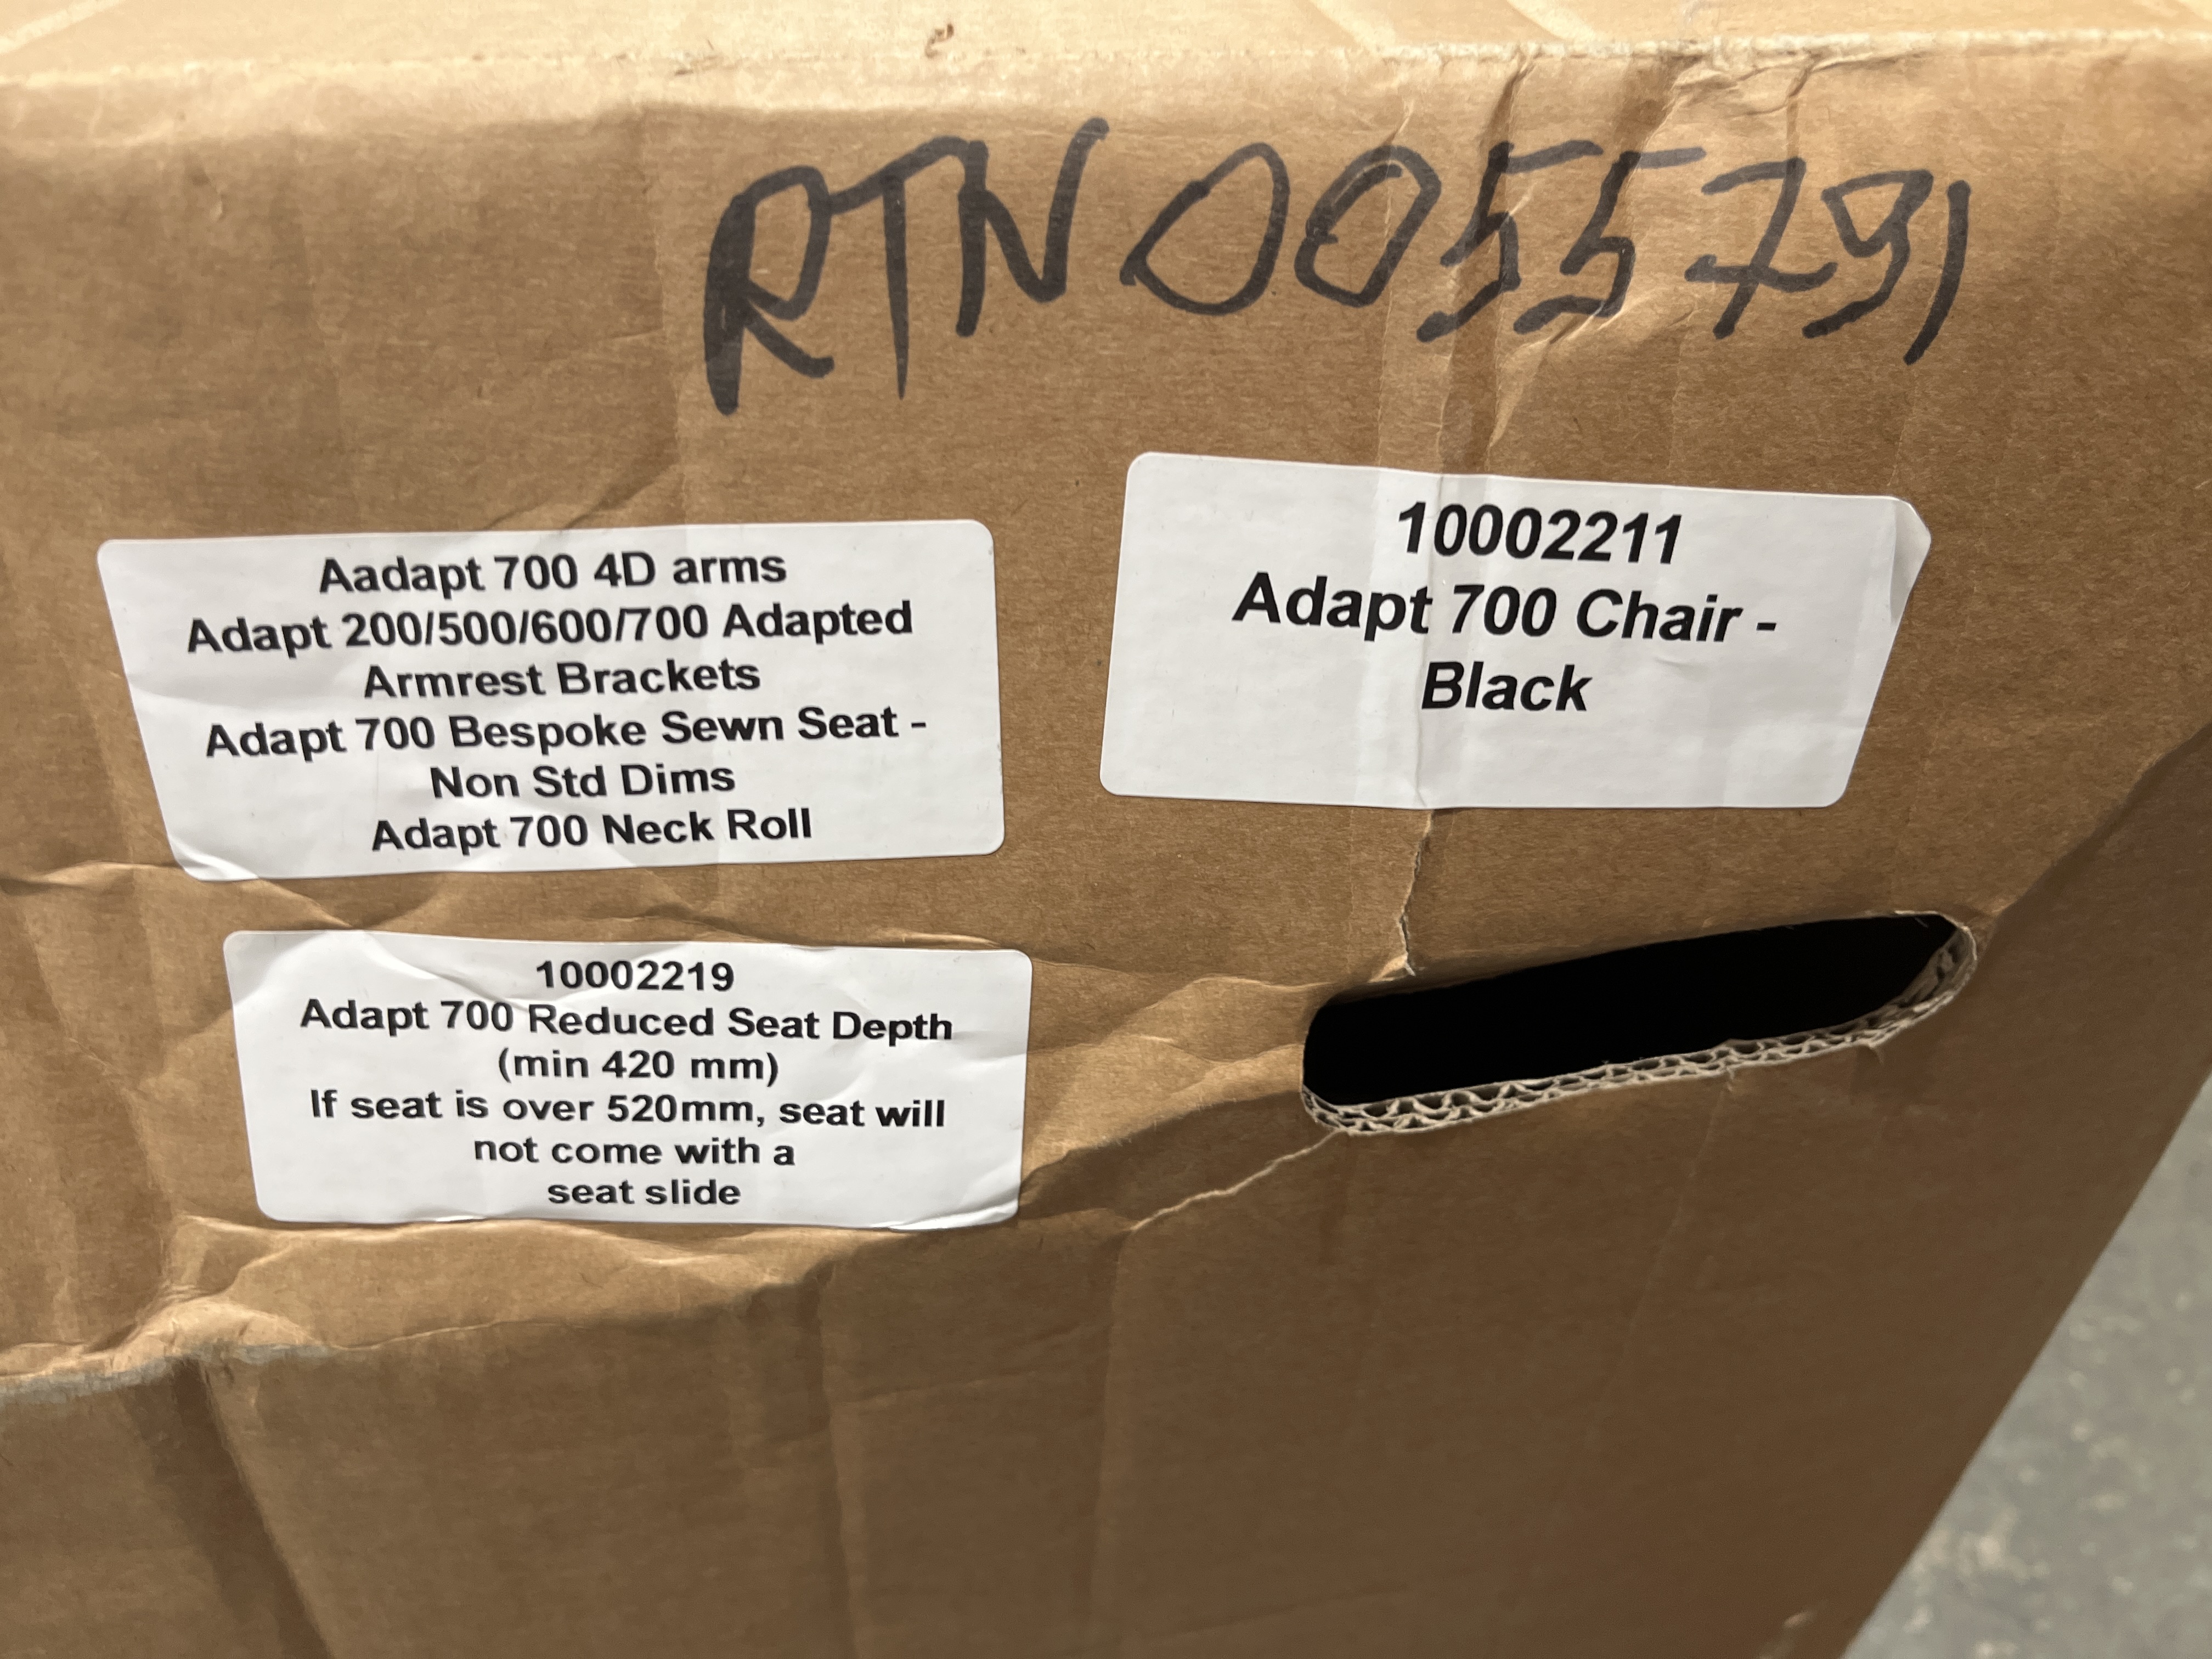 RTN0055791
Aadapt 700 4D arms
Adapt 200/500/600/700 Adapted
Armrest Brackets
Adapt 700 Bespoke Sewn Seat -
Non Std Dims
Adapt 700 Neck Roll
10002211
Adapt 700 Chair -
Black
10002219
Adapt 700 Reduced Seat Depth
(min 420 mm)
If seat is over 520mm, seat will
not come with a
seat slide